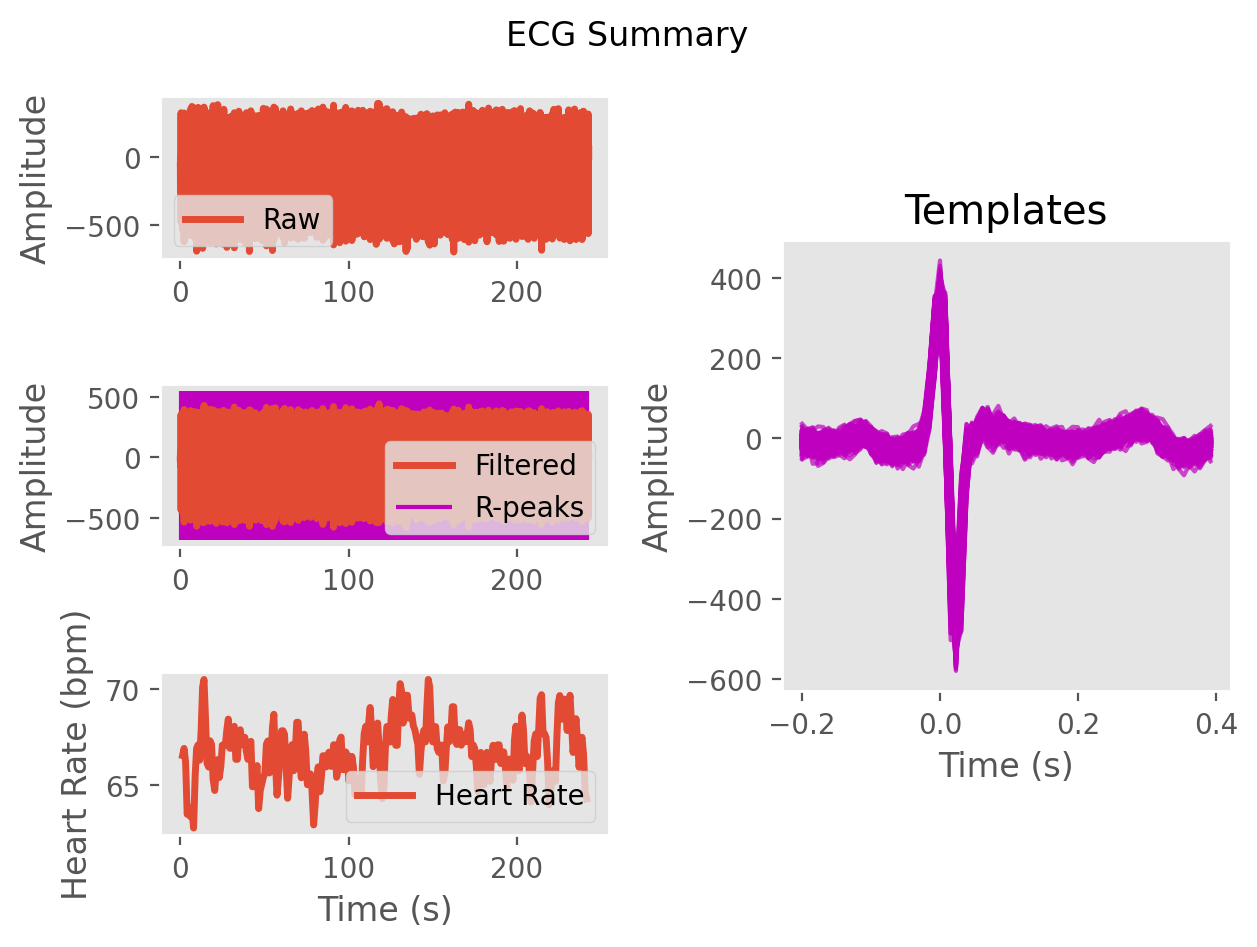 ECG Summary
Amplitude
0
−500
Raw
0 100 200
Amplitude
500
0
−500
Filtered
R-peaks
0 100 200
Heart Rate (bpm)
70
65
Heart Rate
0 100 200
Time (s)
Templates
Amplitude
400
200
0
−200
−400
−600
−0.2 0.0 0.2 0.4
Time (s)